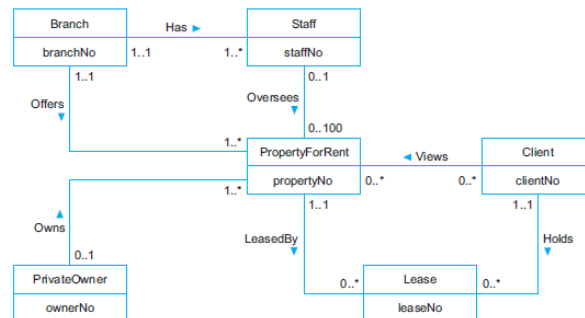 Branch
Has ►
Staff
branchNo
1..1
1..*
staffNo
1..1
0..1
Offers
▼
Oversees
▼
1..*
0..100
PropertyForRent
◄ Views
Client
propertyNo
0..*
0..*
clientNo
1..*
1..1
1..1
▲
Owns
LeasedBy
▼
Holds
▼
0..1
PrivateOwner
0..*
Lease
0..*
ownerNo
leaseNo